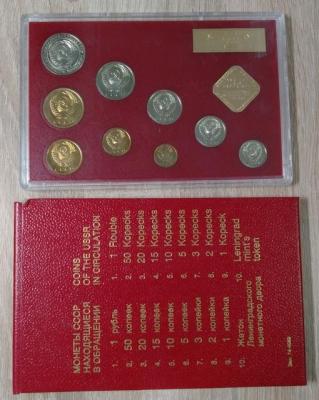 МОНЕТЫ СССР
НАХОДЯЩИЕСЯ
В ОБРАЩЕНИИ
1. 1 рубль
2. 50 копеек
3. 20 копеек
4. 15 копеек
5. 10 копеек
6. 5 копеек
7. 3 копейки
8. 2 копейки
9. 1 копейка
10. Жетон
Ленинградского
монетного двора
COINS
OF THE USSR
IN CIRCULATION
1. 1 Rouble
2. 50 Kopecks
3. 20 Kopecks
4. 15 Kopecks
5. 10 Kopecks
6. 5 Kopecks
7. 3 Kopecks
8. 2 Kopecks
9. 1 Kopeck
10. Leningrad
mint's
token